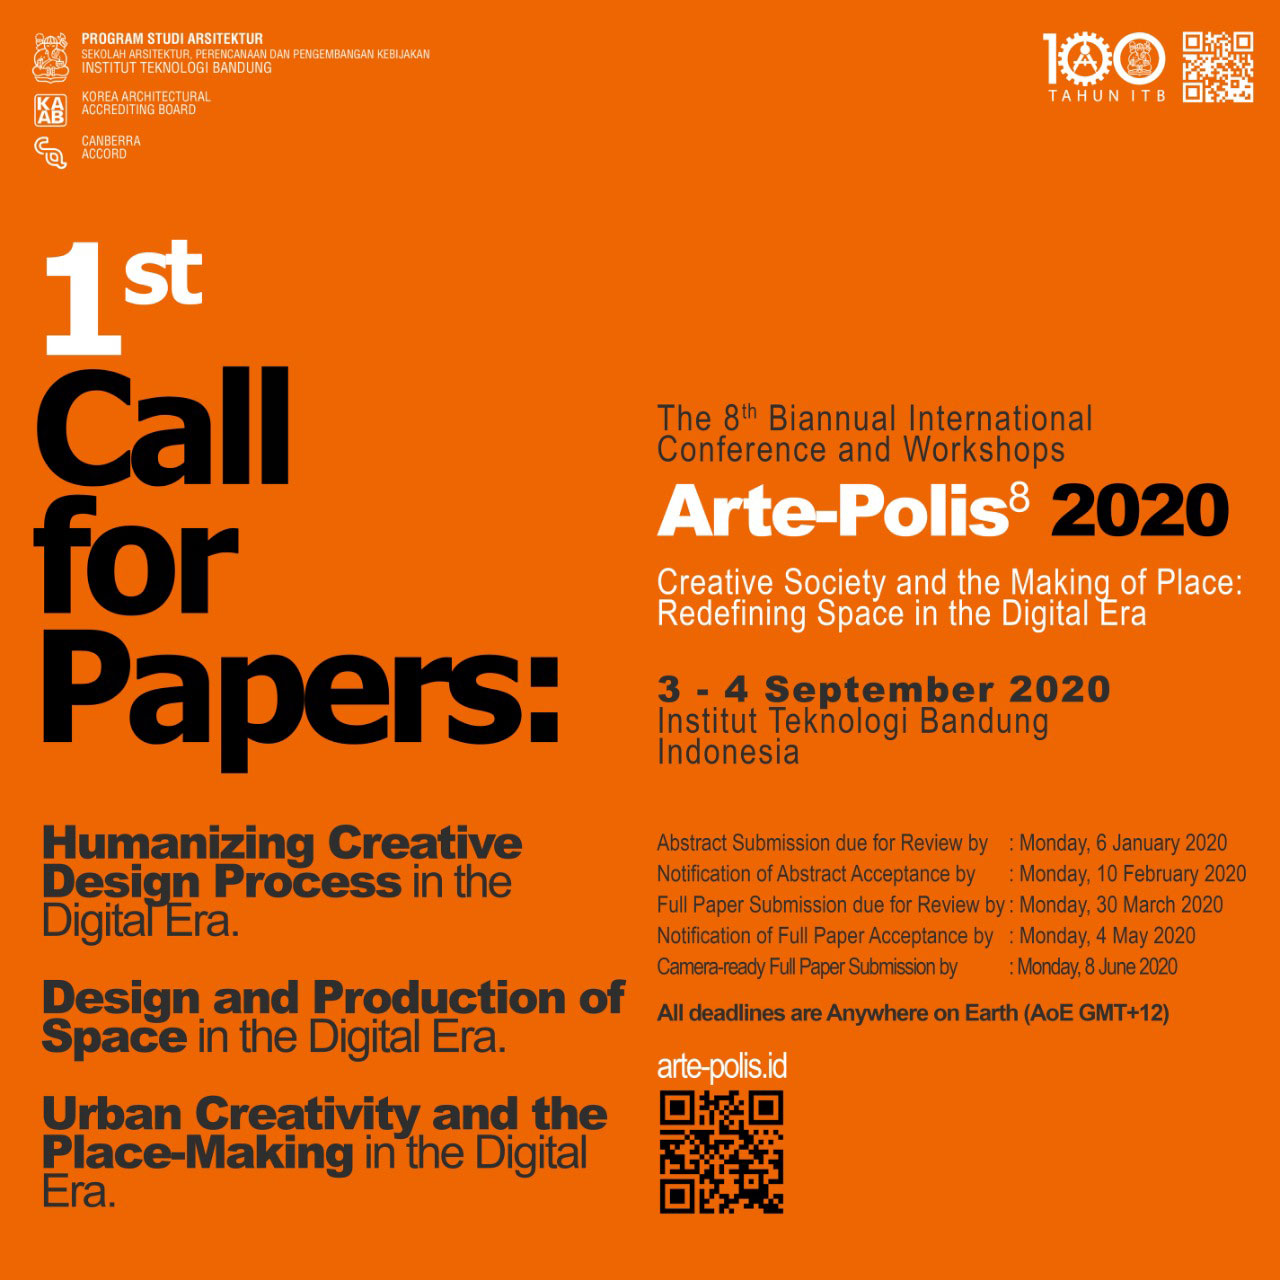 PROGRAM STUDI ARSITEKTUR
SEKOLAH ARSITEKTUR, PERENCANAAN DAN PENGEMBANGAN KEBIJAKAN
INSTITUT TEKNOLOGI BANDUNG
KA
AB
KOREA ARCHITECTURAL
ACCREDITING BOARD
CANBERRA
ACCORD
100
TAHUN ITB
1st
Call
for
Papers:
Humanizing Creative
Design Process in the
Digital Era.
Design and Production of
Space in the Digital Era.
Urban Creativity and the
Place-Making in the Digital
Era.
The 8th Biannual International
Conference and Workshops
Arte-Polis8 2020
Creative Society and the Making of Place:
Redefining Space in the Digital Era
3 - 4 September 2020
Institut Teknologi Bandung
Indonesia
Abstract Submission due for Review by : Monday, 6 January 2020
Notification of Abstract Acceptance by : Monday, 10 February 2020
Full Paper Submission due for Review by : Monday, 30 March 2020
Notification of Full Paper Acceptance by : Monday, 4 May 2020
Camera-ready Full Paper Submission by : Monday, 8 June 2020
All deadlines are Anywhere on Earth (AoE GMT+12)
arte-polis.id